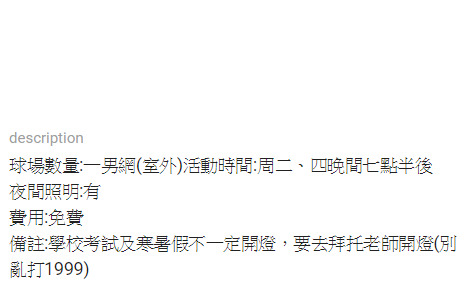 description
球場數量:一男網(室外)活動時間:周二、四晚間七點半後
夜間照明:有
費用:免費
備註:學校考試及寒暑假不一定開燈，要去拜托老師開燈(別
亂打1999)